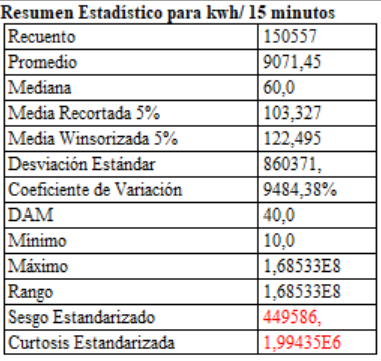 Resumen Estadístico para kwh/ 15 minutos
Recuento 150557
Promedio 9071,45
Mediana 60,0
Media Recortada 5% 103,327
Media Winsorizada 5% 122,495
Desviación Estándar 860371,
Coeficiente de Variación 9484,38%
DAM 40,0
Mínimo 10,0
Máximo 1,68533E8
Rango 1,68533E8
Sesgo Estandarizado 449586,
Curtosis Estandarizada 1,99435E6